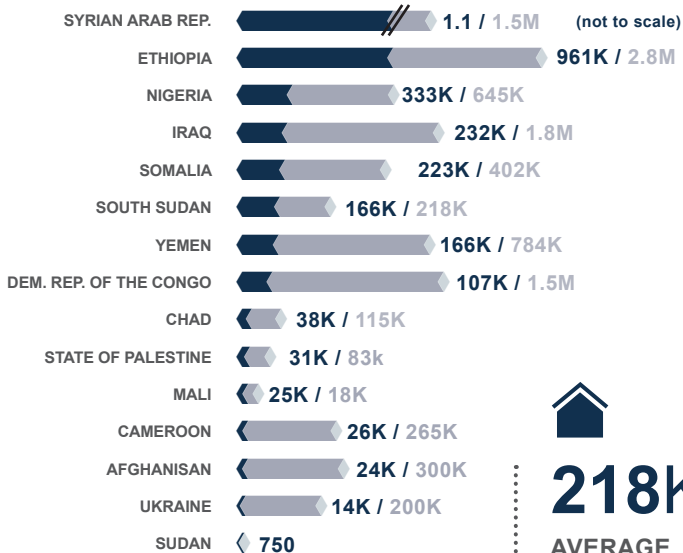 SYRIAN ARAB REP. 1.1 / 1.5M (not to scale)
ETHIOPIA 961K / 2.8M
NIGERIA 333K / 645K
IRAQ 232K / 1.8M
SOMALIA 223K / 402K
SOUTH SUDAN 166K / 218K
YEMEN 166K / 784K
DEM. REP. OF THE CONGO 107K / 1.5M
CHAD 38K / 115K
STATE OF PALESTINE 31K / 83k
MALI 25K / 18K
CAMEROON 26K / 265K
AFGHANISAN 24K / 300K
UKRAINE 14K / 200K
SUDAN 750
218K
AVERAGE